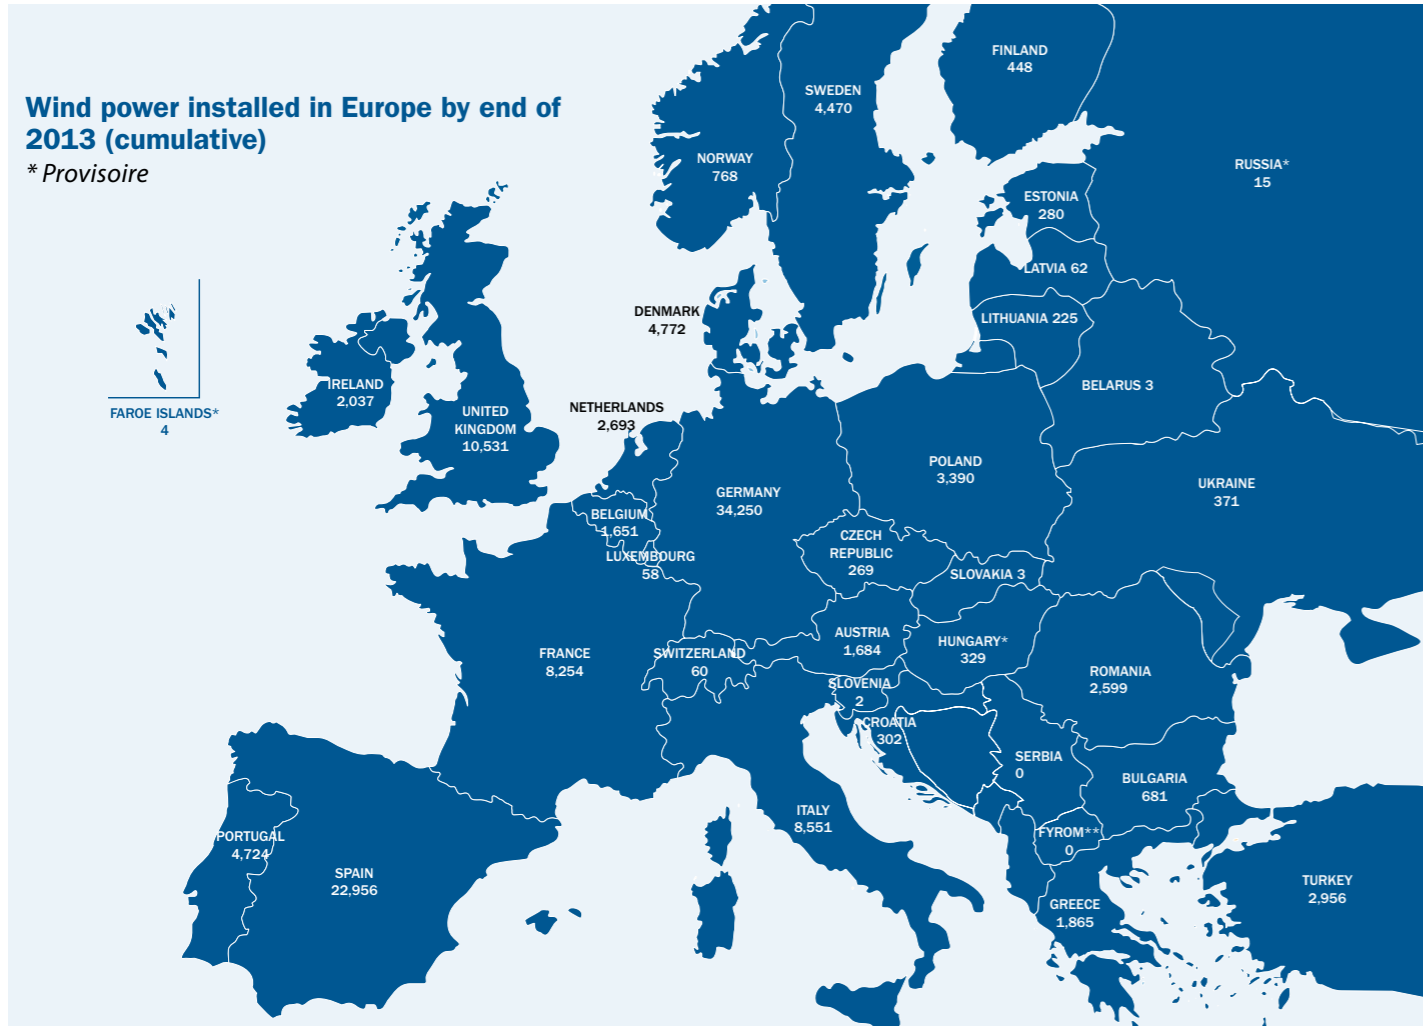 Wind power installed in Europe by end of
2013 (cumulative)
* Provisoire
FINLAND
448
SWEDEN
4,470
NORWAY
768
RUSSIA*
15
ESTONIA
280
LATVIA 62
DENMARK
4,772
LITHUANIA 225
IRELAND
2,037
BELARUS 3
FAROE ISLANDS*
4
UNITED
KINGDOM
10,531
NETHERLANDS
2,693
POLAND
3,390
UKRAINE
371
GERMANY
34,250
BELGIUM
1,651
CZECH
REPUBLIC
269
LUXEMBOURG
58
SLOVAKIA 3
AUSTRIA
1,684
HUNGARY*
329
FRANCE
8,254
SWITZERLAND
60
ROMANIA
2,599
SLOVENIA
2
CROATIA
302
SERBIA
0
BULGARIA
681
ITALY
8,551
FYROM**
0
PORTUGAL
4,724
SPAIN
22,956
TURKEY
2,956
GREECE
1,865